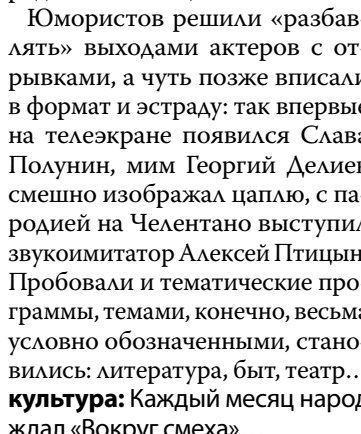 Юмористов решили «разбав-
лять» выходами актеров с от-
рывками, а чуть позже вписали
в формат и эстраду: так впервые
на телеэкране появился Слава
Полунин, мим Георгий Делиев
смешно изображал цаплю, с па-
родией на Челентано выступил
звукоимитатор Алексей Птицын.
Пробовали и тематические про-
граммы, темами, конечно, весьма
условно обозначенными, стано-
вились: литература, быт, театр...
культура: Каждый месяц народ
ждал «Вокруг смеха»